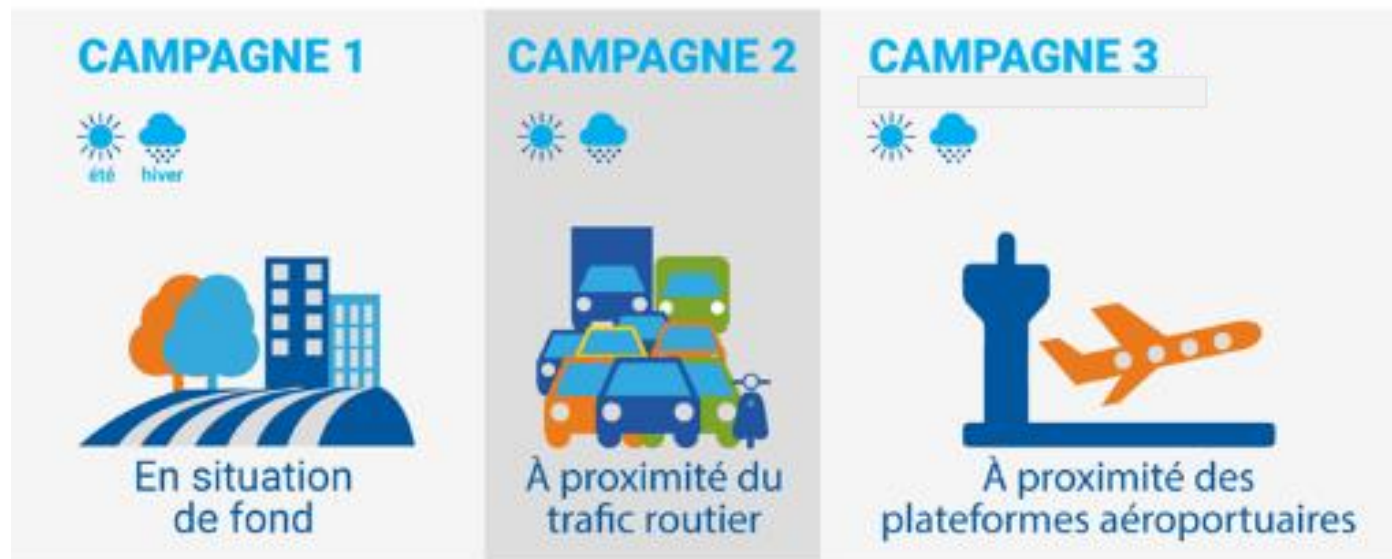 CAMPAGNE 1
été hiver
En situation
de fond
CAMPAGNE 2
À proximité du
trafic routier
CAMPAGNE 3
À proximité des
plateformes aéroportuaires